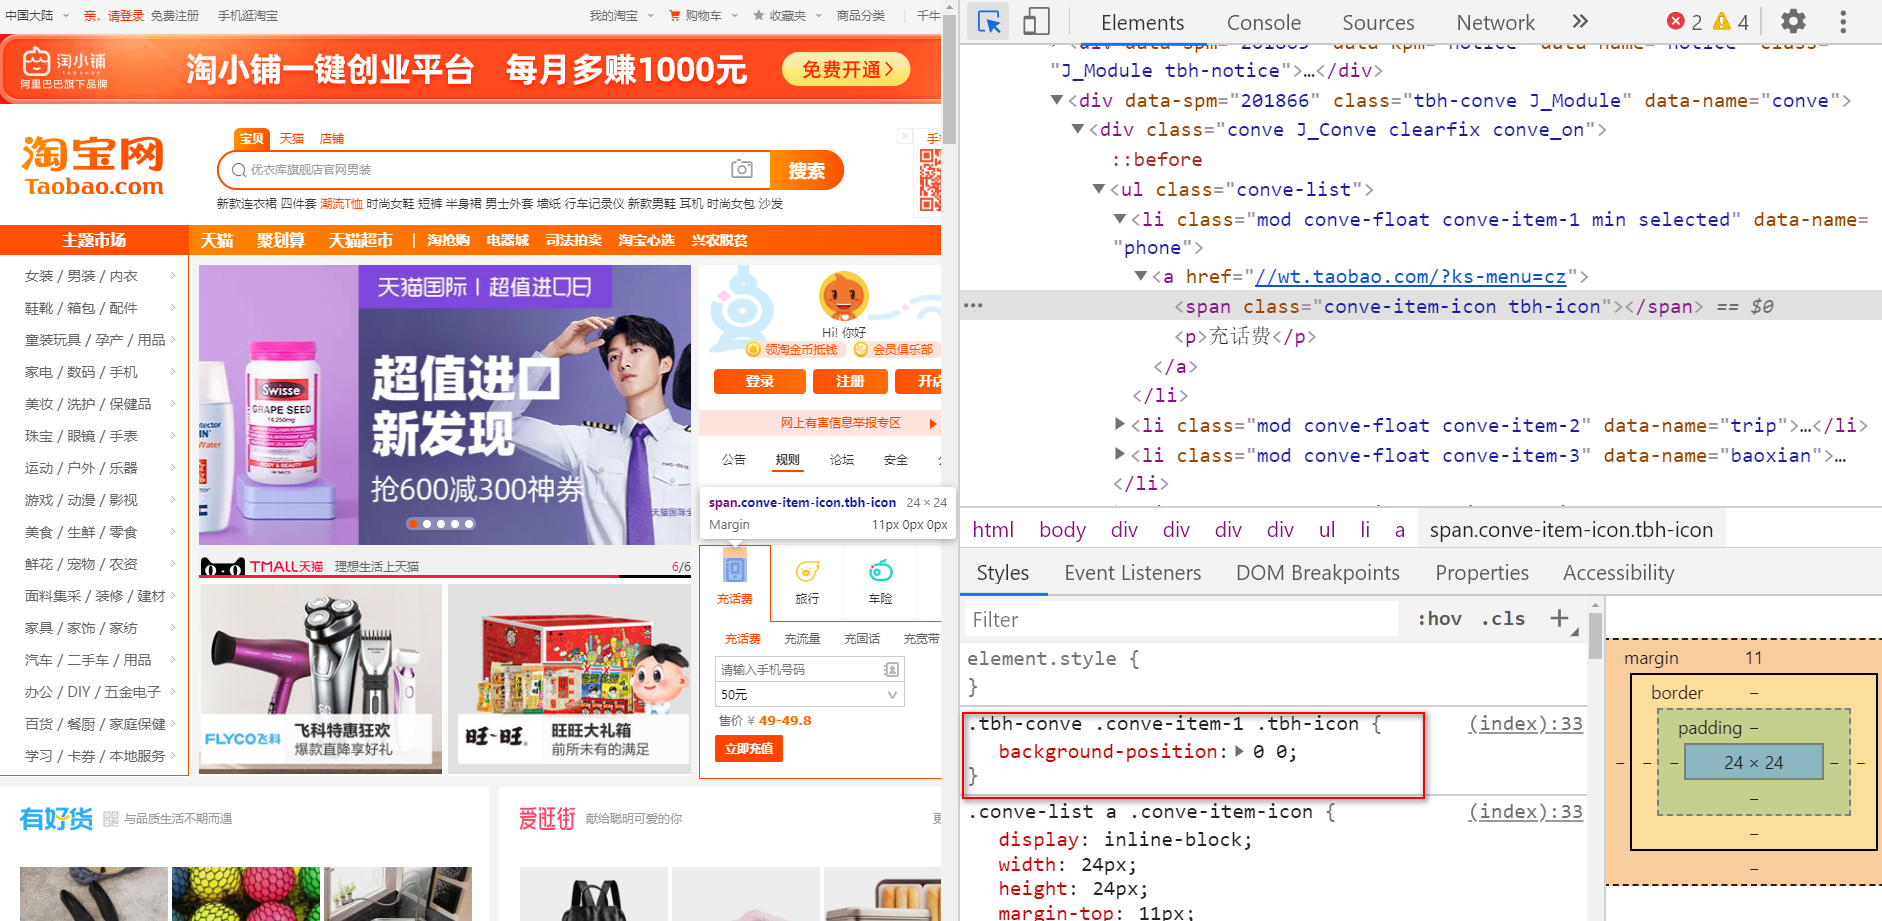 中国大陆 亲，请登录 免费注册 手机逛淘宝 我的淘宝 购物车 收藏夹 商品分类 千牛
淘小铺 TAO SHOP 阿里巴巴旗下品牌 淘小铺一键创业平台 每月多赚1000元 免费开通
宝贝 天猫 店铺
淘宝网 Taobao.com
优衣库旗舰店官网男装 搜索
新款连衣裙 四件套 潮流T恤 时尚女鞋 短裤 半身裙 男士外套 墙纸 行车记录仪 新款男鞋 耳机 时尚女包 沙发
主题市场 天猫 聚划算 天猫超市 | 淘抢购 电器城 司法拍卖 淘宝心选 兴农脱贫
女装 / 男装 / 内衣
鞋靴 / 箱包 / 配件
童装玩具 / 孕产 / 用品
家电 / 数码 / 手机
美妆 / 洗护 / 保健品
珠宝 / 眼镜 / 手表
运动 / 户外 / 乐器
游戏 / 动漫 / 影视
美食 / 生鲜 / 零食
鲜花 / 宠物 / 农资
面料集采 / 装修 / 建材
家具 / 家饰 / 家纺
汽车 / 二手车 / 用品
办公 / DIY / 五金电子
百货 / 餐厨 / 家庭保健
学习 / 卡券 / 本地服务
天猫国际 | 超值进口日
超值进口
新发现
抢600减300神券
Swisse
GRAPE SEED
14,250mg
TMALL天猫 理想生活上天猫 6/6
FLYCO飞科 飞科特惠狂欢
爆款直降享好礼
旺-旺. 旺旺大礼箱
前所未有的满足
Hi! 你好
领淘金币抵钱 会员俱乐部
登录 注册 开店
网上有害信息举报专区
公告 规则 论坛 安全
span.conve-item-icon.tbh-icon 24 × 24
Margin 11px 0px 0px
充话费 旅行 车险
充话费 充流量 充固话 充宽带
请输入手机号码
50元
售价 ¥ 49-49.8
立即充值
有好货 与品质生活不期而遇
爱逛街 献给聪明可爱的你
Elements Console Sources Network » 2 4
<div data-spm="201865" data-kpm="notice" data-name="notice" class=
"J_Module tbh-notice">…</div>
<div data-spm="201866" class="tbh-conve J_Module" data-name="conve">
<div class="conve J_Conve clearfix conve_on">
::before
<ul class="conve-list">
<li class="mod conve-float conve-item-1 min selected" data-name=
"phone">
<a href="//wt.taobao.com/?ks-menu=cz">
<span class="conve-item-icon tbh-icon"></span> == $0
<p>充话费</p>
</a>
</li>
<li class="mod conve-float conve-item-2" data-name="trip">…</li>
<li class="mod conve-float conve-item-3" data-name="baoxian">…
</li>
html body div div div div ul li a span.conve-item-icon.tbh-icon
Styles Event Listeners DOM Breakpoints Properties Accessibility
Filter :hov .cls +
element.style {
}
.tbh-conve .conve-item-1 .tbh-icon { (index):33
background-position: 0 0;
}
.conve-list a .conve-item-icon { (index):33
display: inline-block;
width: 24px;
height: 24px;
margin-top: 11px;
margin 11
border –
padding –
– – – 24 × 24 – – –
–
–
–